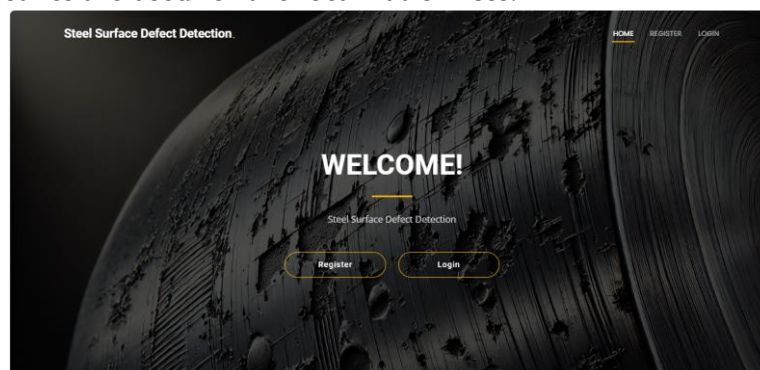 Steel Surface Defect Detection.
HOME REGISTER LOGIN
WELCOME!
Steel Surface Defect Detection
Register Login